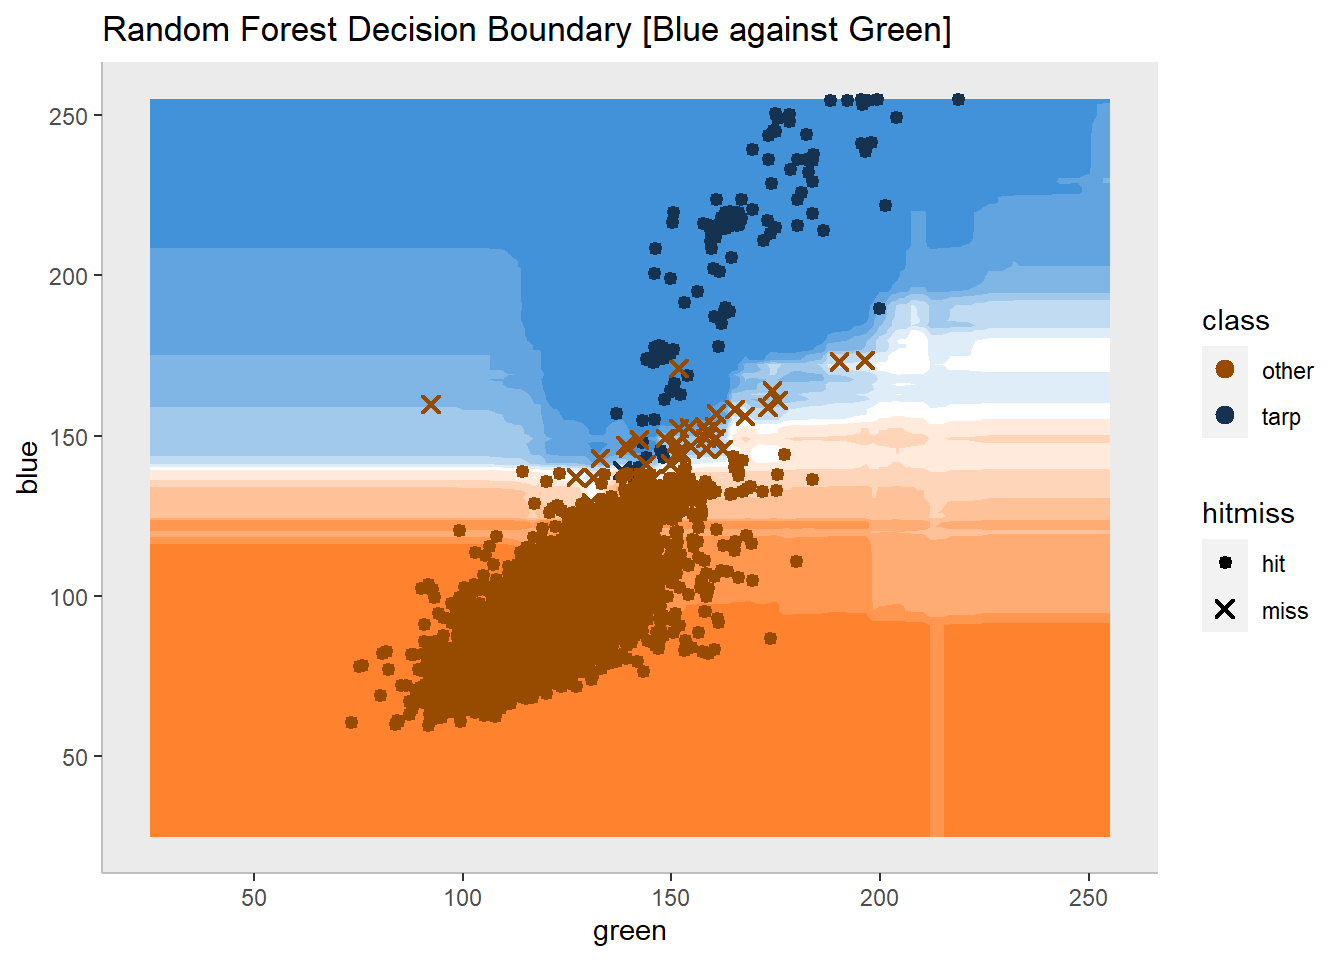 Random Forest Decision Boundary [Blue against Green]
250
200
150
100
50
blue
50
100
150
200
250
green
class
other
tarp
hitmiss
hit
miss